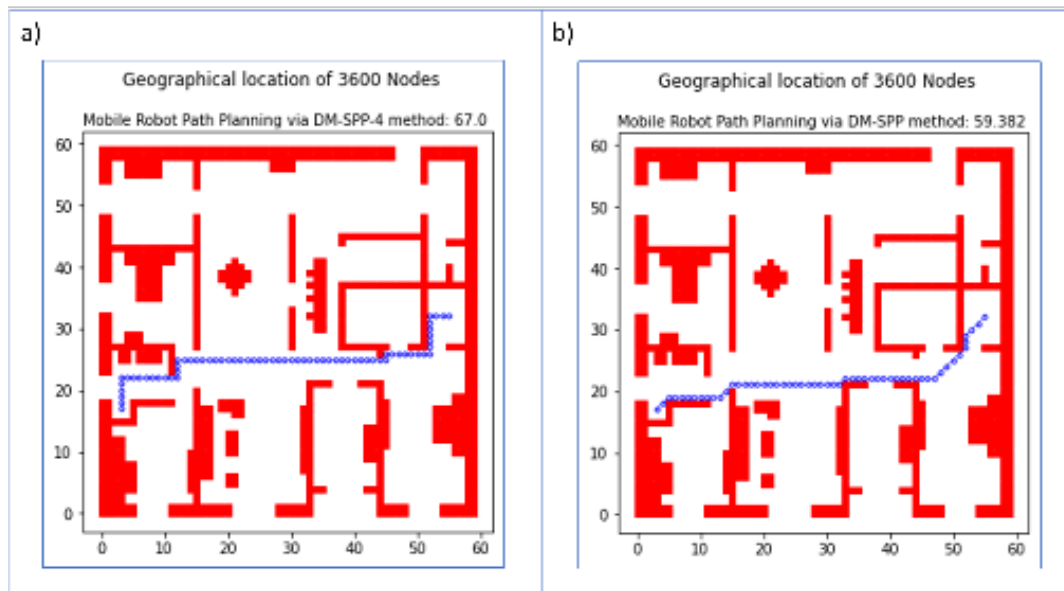 a)
Geographical location of 3600 Nodes
Mobile Robot Path Planning via DM-SPP-4 method: 67.0
60
50
40
30
20
10
0
0 10 20 30 40 50 60
b)
Geographical location of 3600 Nodes
Mobile Robot Path Planning via DM-SPP method: 59.382
60
50
40
30
20
10
0
0 10 20 30 40 50 60